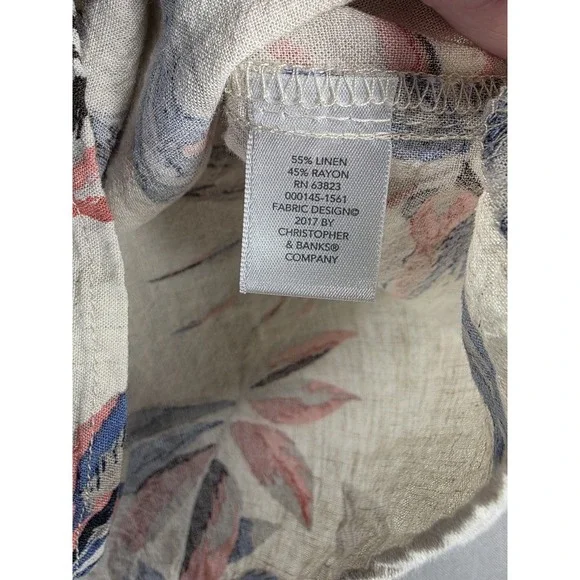 55% LINEN
45% RAYON
RN 63823
000145-1561
FABRIC DESIGN©
2017 BY
CHRISTOPHER
& BANKS®
COMPANY